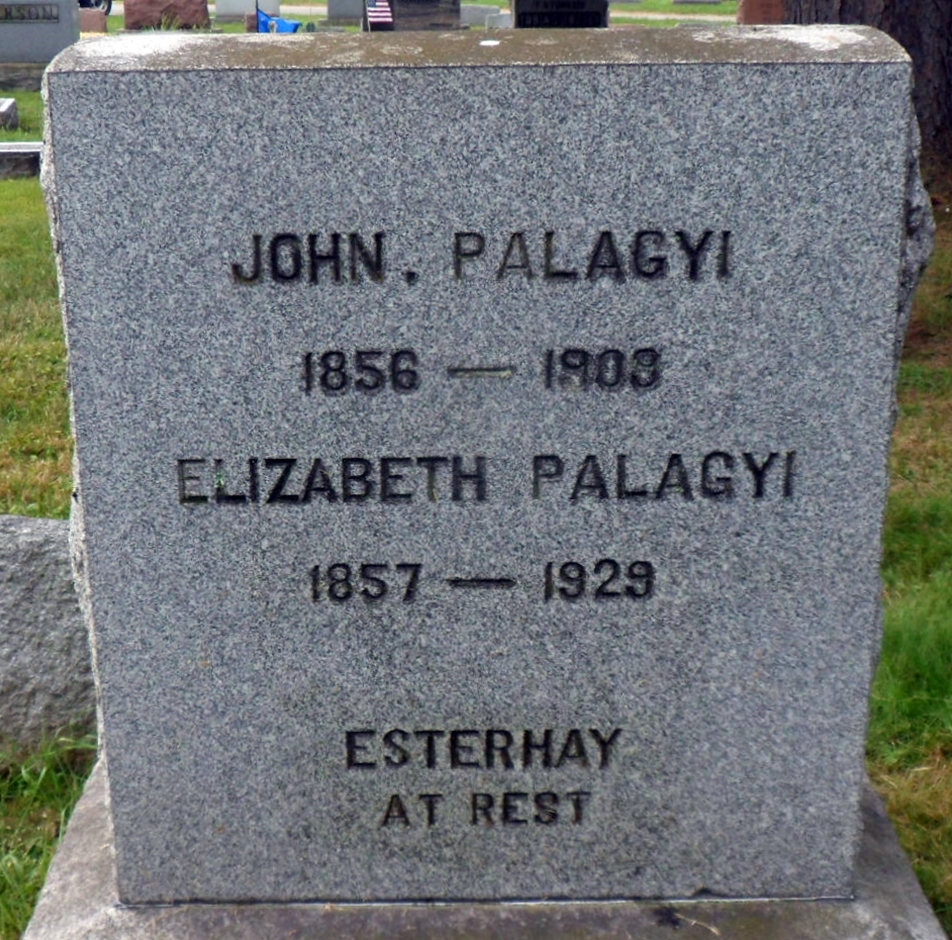 JOHN. PALAGYI
1856 — 1903
ELIZABETH PALAGYI
1857 — 1929
ESTERHAY
AT REST